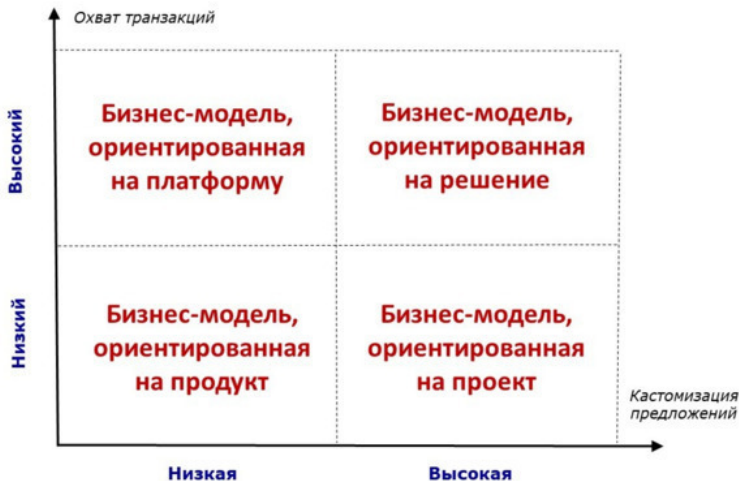 Охват транзакций
Высокий
Бизнес-модель,
ориентированная
на платформу
Бизнес-модель,
ориентированная
на решение
Низкий
Бизнес-модель,
ориентированная
на продукт
Бизнес-модель,
ориентированная
на проект
Кастомизация
предложений
Низкая
Высокая